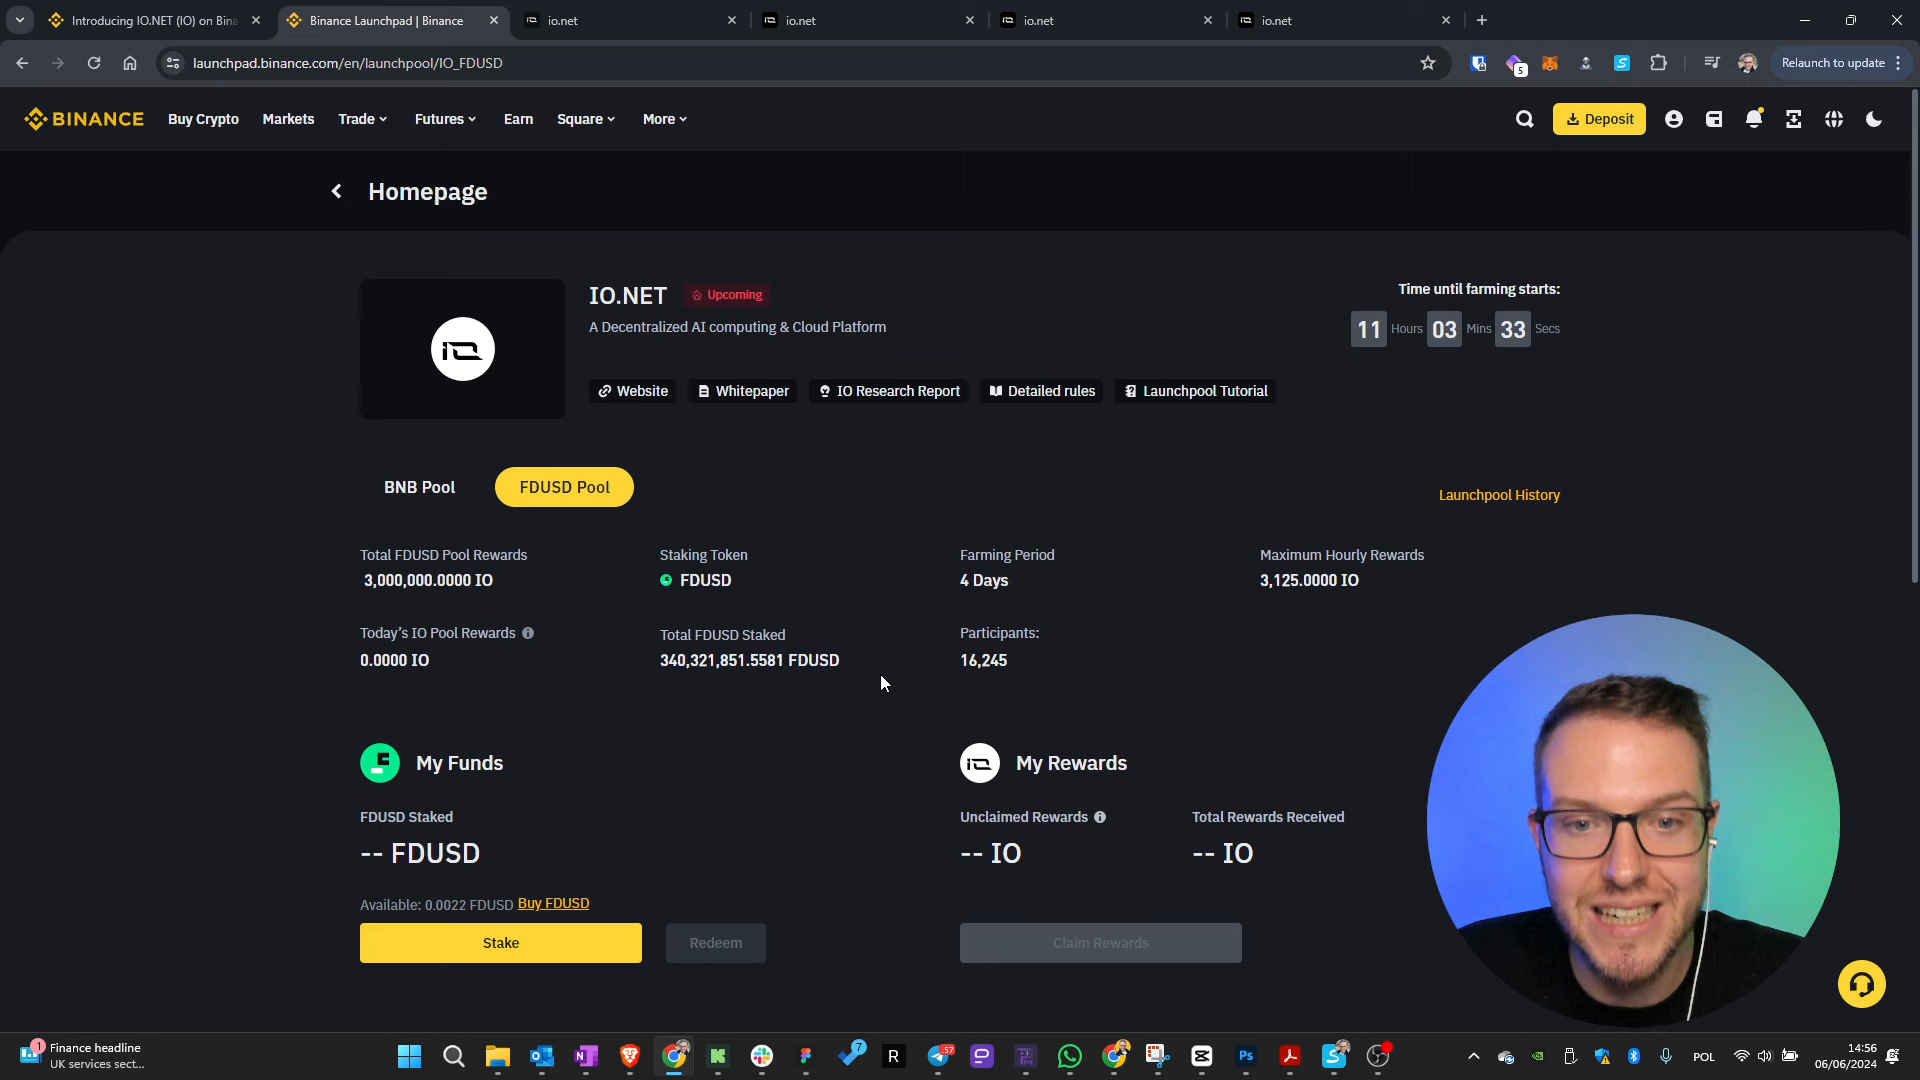 Introducing IO.NET (IO) on Bina
Binance Launchpad | Binance
io.net
io.net
io.net
io.net
launchpad.binance.com/en/launchpool/IO_FDUSD
5
Relaunch to update
BINANCE
Buy Crypto
Markets
Trade
Futures
Earn
Square
More
Deposit
Homepage
IO.NET
Upcoming
A Decentralized AI computing & Cloud Platform
Time until farming starts:
11 Hours 03 Mins 33 Secs
Website
Whitepaper
IO Research Report
Detailed rules
Launchpool Tutorial
BNB Pool
FDUSD Pool
Launchpool History
Total FDUSD Pool Rewards
3,000,000.0000 IO
Staking Token
FDUSD
Farming Period
4 Days
Maximum Hourly Rewards
3,125.0000 IO
Today's IO Pool Rewards
0.0000 IO
Total FDUSD Staked
340,321,851.5581 FDUSD
Participants:
16,245
My Funds
My Rewards
FDUSD Staked
-- FDUSD
Unclaimed Rewards
-- IO
Total Rewards Received
-- IO
Available: 0.0022 FDUSD Buy FDUSD
Stake
Redeem
Claim Rewards
1
Finance headline
UK services sect...
7
R
57
Ps
POL
14:56
06/06/2024